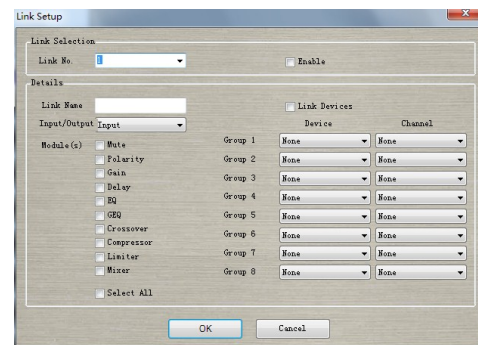 Link Setup
Link Selection
Link No. 1
Enable
Details
Link Name
Link Devices
Input/Output Input
Device Channel
Module(s)
Mute
Polarity
Gain
Delay
EQ
GEQ
Crossover
Compressor
Limiter
Mixer
Select All
Group 1 None None
Group 2 None None
Group 3 None None
Group 4 None None
Group 5 None None
Group 6 None None
Group 7 None None
Group 8 None None
OK Cancel